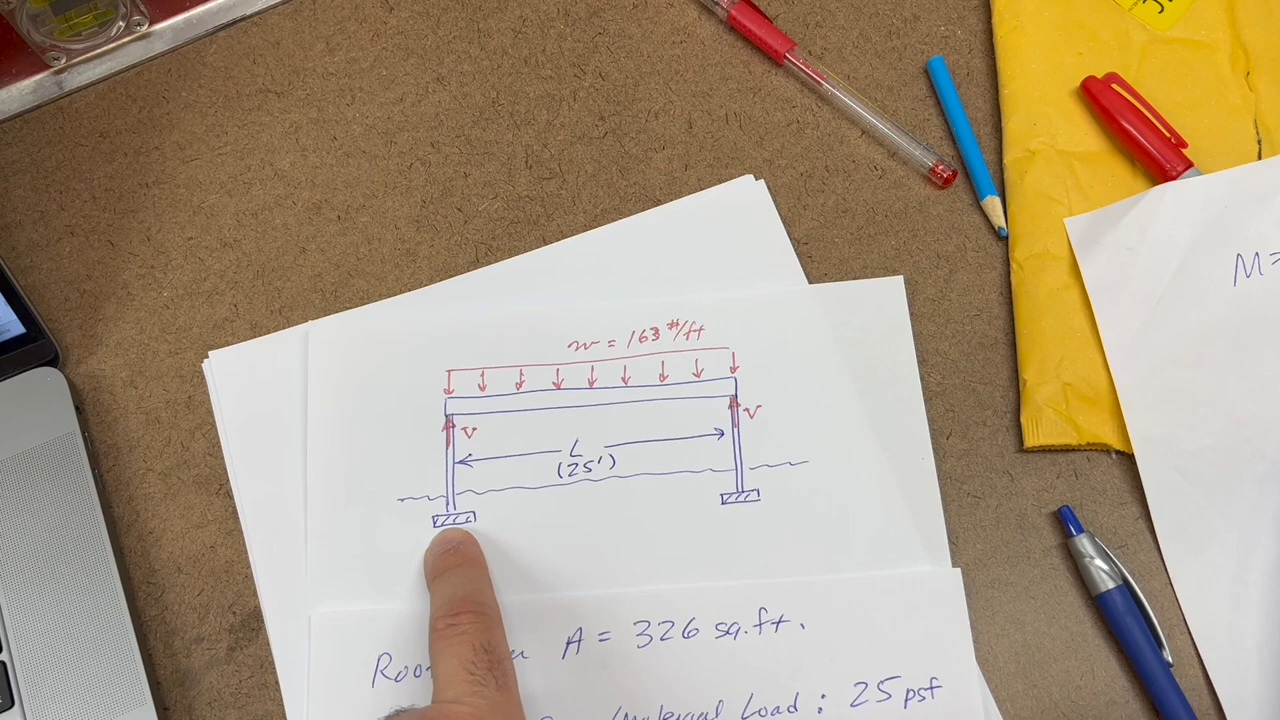 w = 163 #/ft
V
V
L
(25')
A = 326 sq.ft.
Load : 25 psf
M=